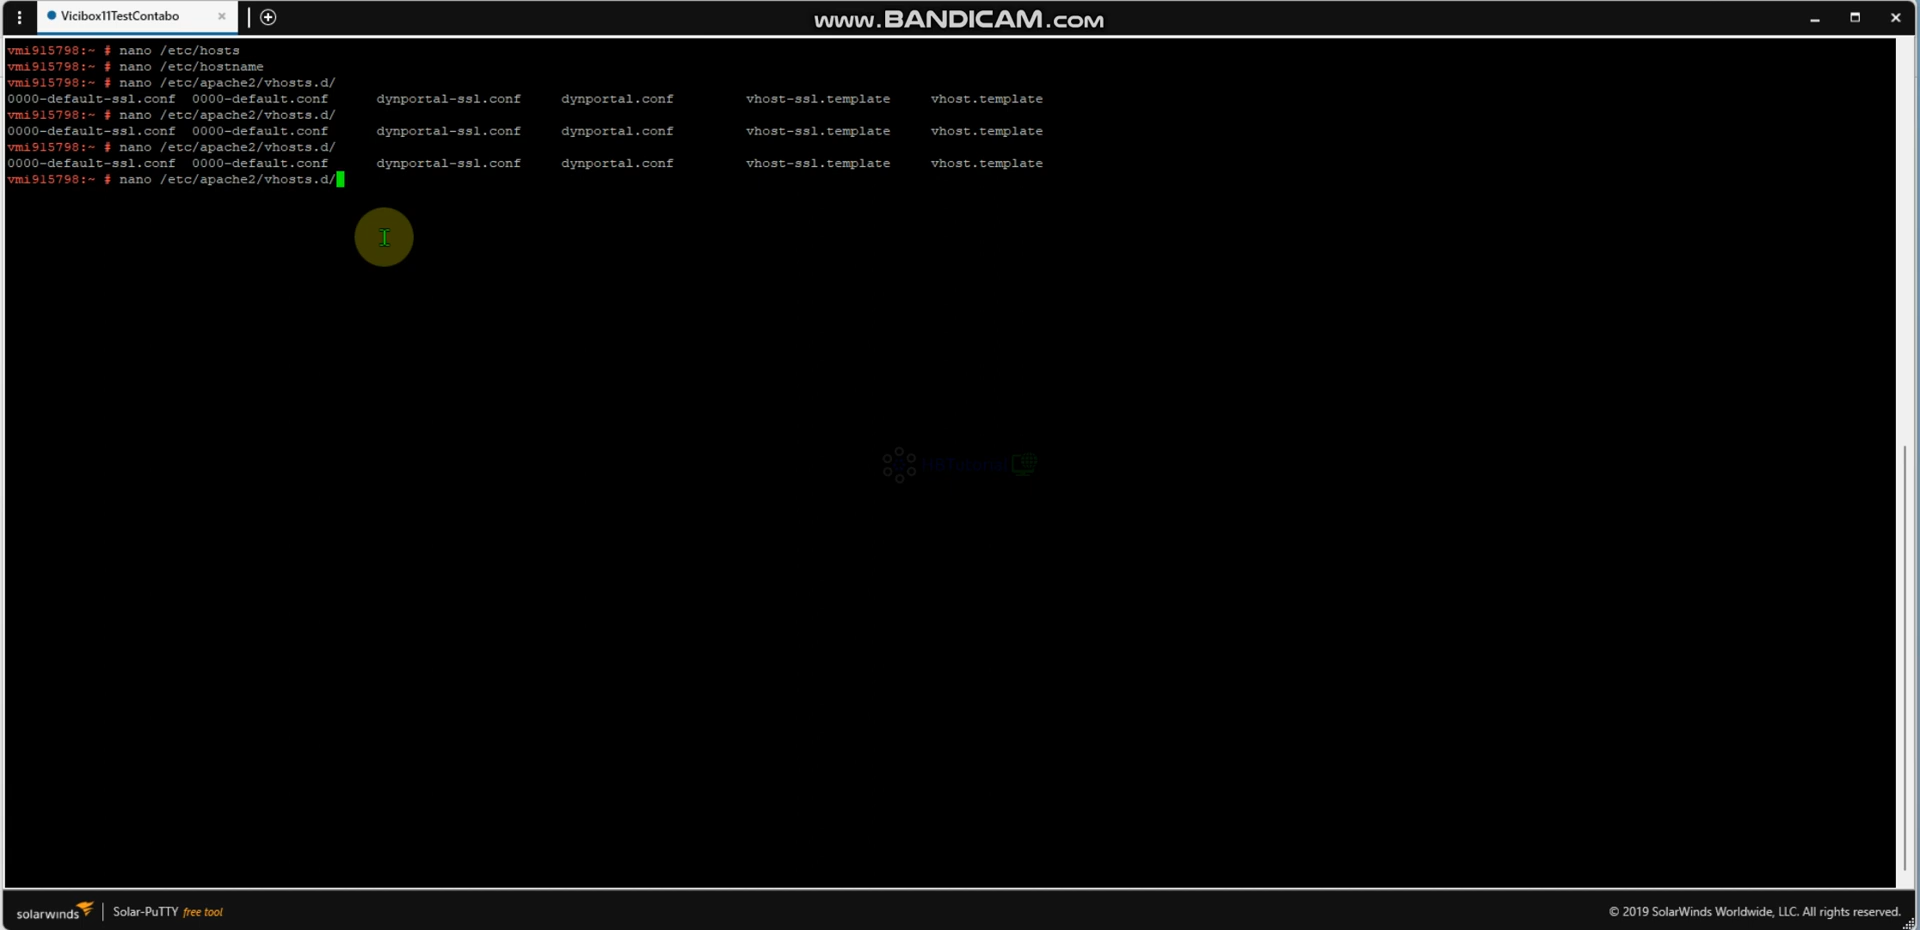 Vicibox11TestContabo
www.BANDICAM.com
vmi915798:~ # nano /etc/hosts
vmi915798:~ # nano /etc/hostname
vmi915798:~ # nano /etc/apache2/vhosts.d/
0000-default-ssl.conf 0000-default.conf dynportal-ssl.conf dynportal.conf vhost-ssl.template vhost.template
vmi915798:~ # nano /etc/apache2/vhosts.d/
0000-default-ssl.conf 0000-default.conf dynportal-ssl.conf dynportal.conf vhost-ssl.template vhost.template
vmi915798:~ # nano /etc/apache2/vhosts.d/
0000-default-ssl.conf 0000-default.conf dynportal-ssl.conf dynportal.conf vhost-ssl.template vhost.template
vmi915798:~ # nano /etc/apache2/vhosts.d/
solarwinds Solar-PuTTY free tool
© 2019 SolarWinds Worldwide, LLC. All rights reserved.